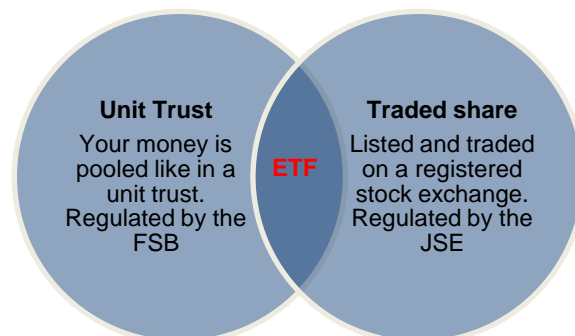 Unit Trust
Your money is
pooled like in a
unit trust.
Regulated by the
FSB
ETF
Traded share
Listed and traded
on a registered
stock exchange.
Regulated by the
JSE